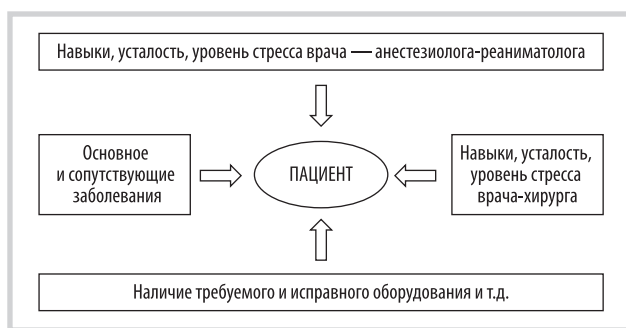 Навыки, усталость, уровень стресса врача — анестезиолога-реаниматолога
Основное
и сопутствующие
заболевания
ПАЦИЕНТ
Навыки, усталость,
уровень стресса
врача-хирурга
Наличие требуемого и исправного оборудования и т.д.